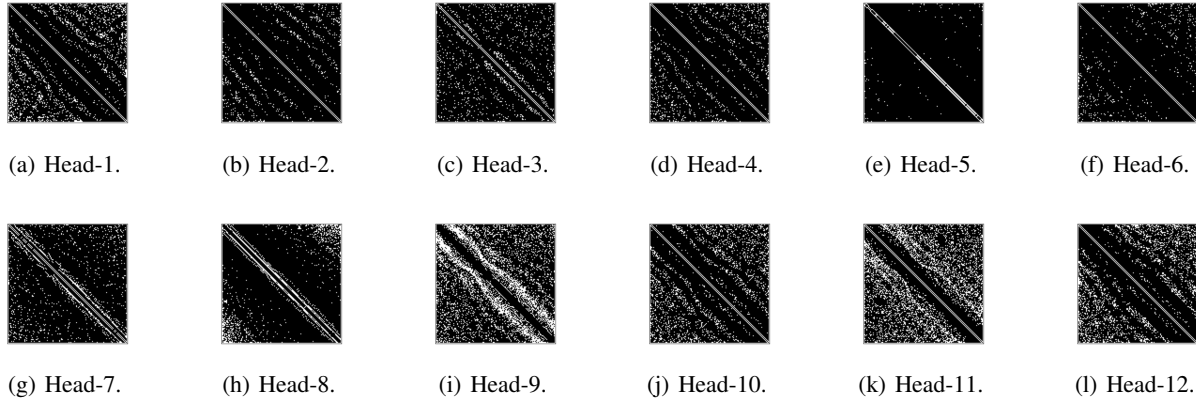 (a) Head-1. (b) Head-2. (c) Head-3. (d) Head-4. (e) Head-5. (f) Head-6.
(g) Head-7. (h) Head-8. (i) Head-9. (j) Head-10. (k) Head-11. (l) Head-12.